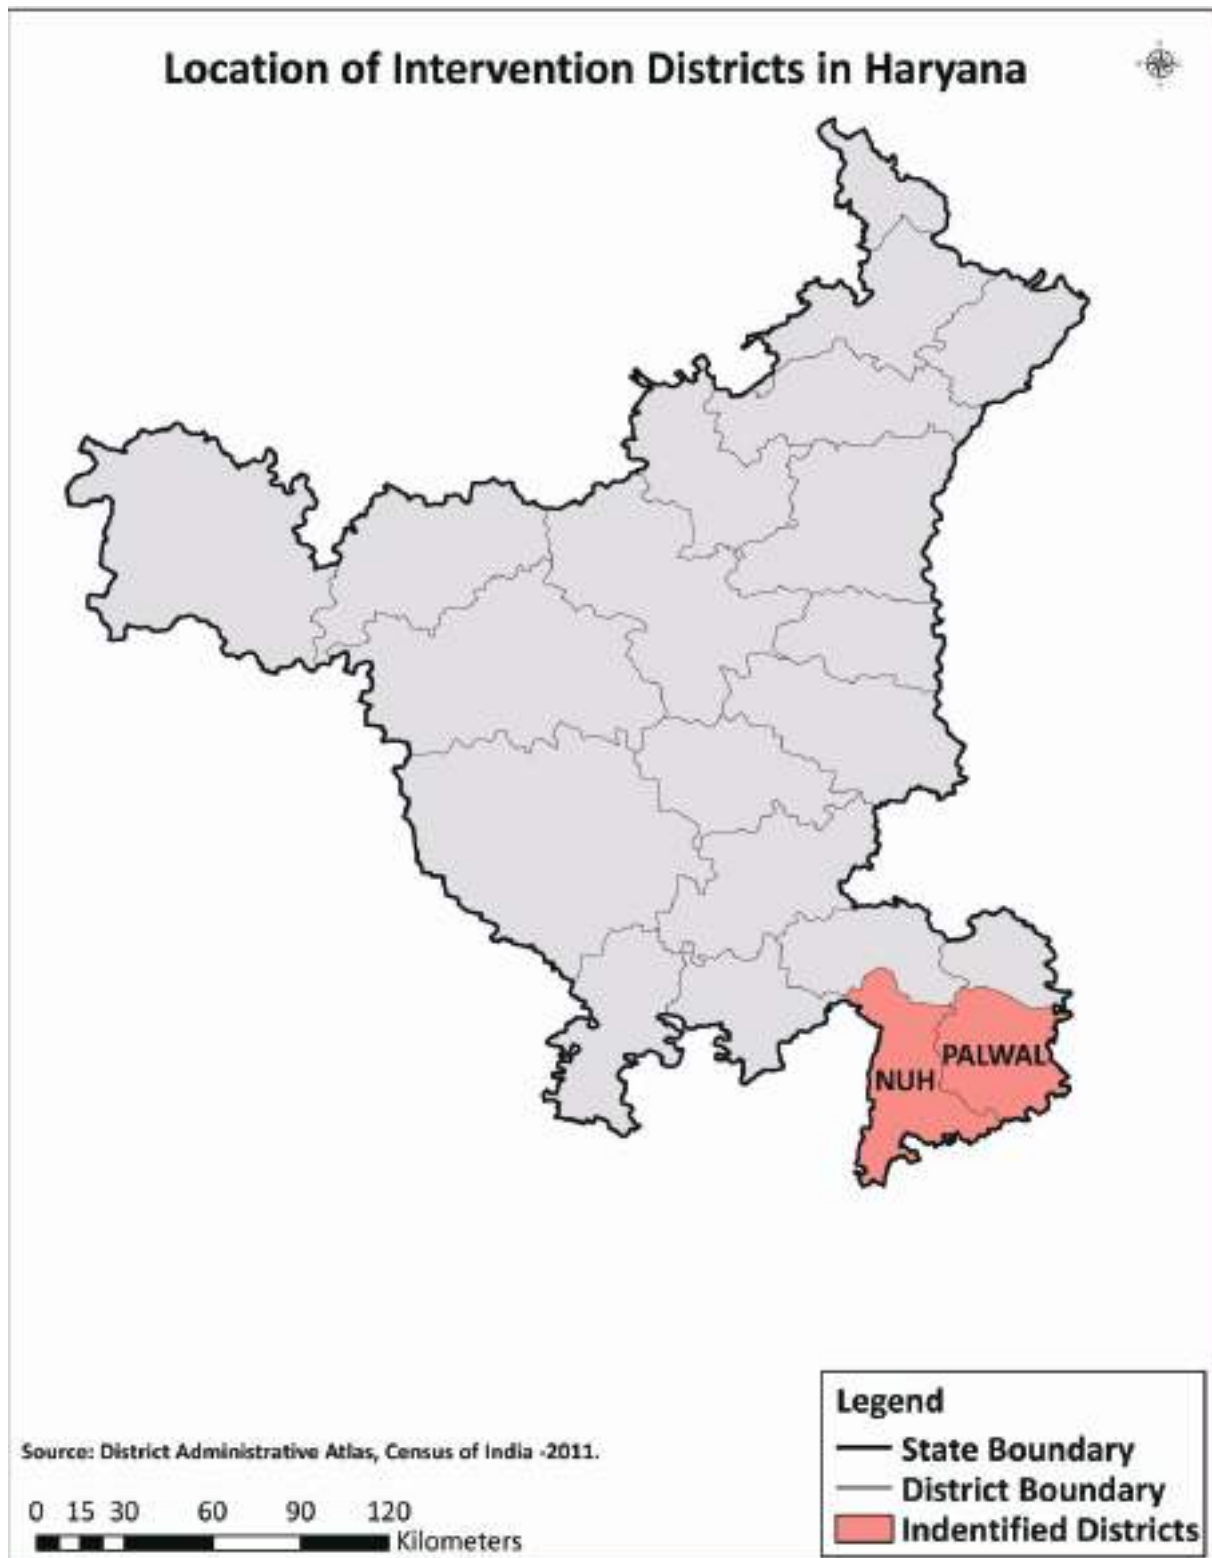 Location of Intervention Districts in Haryana
PALWAL
NUH
Legend
State Boundary
District Boundary
Indentified Districts
Source: District Administrative Atlas, Census of India -2011.
0 15 30 60 90 120
Kilometers